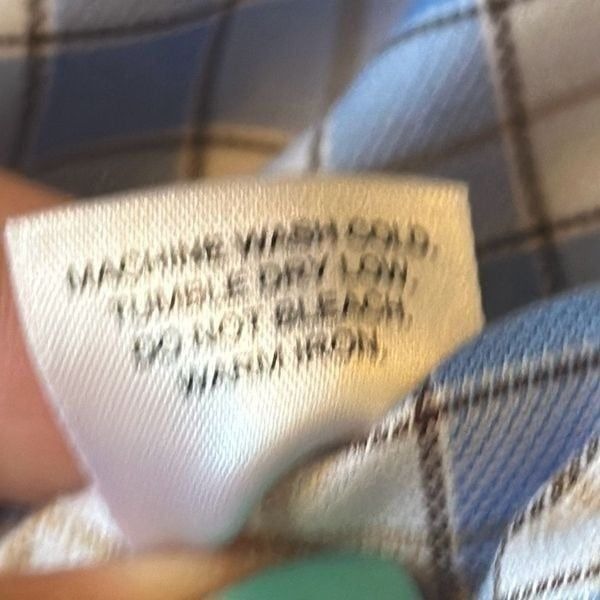 MACHINE WASH COLD,
TUMBLE DRY LOW,
DO NOT BLEACH,
WARM IRON,